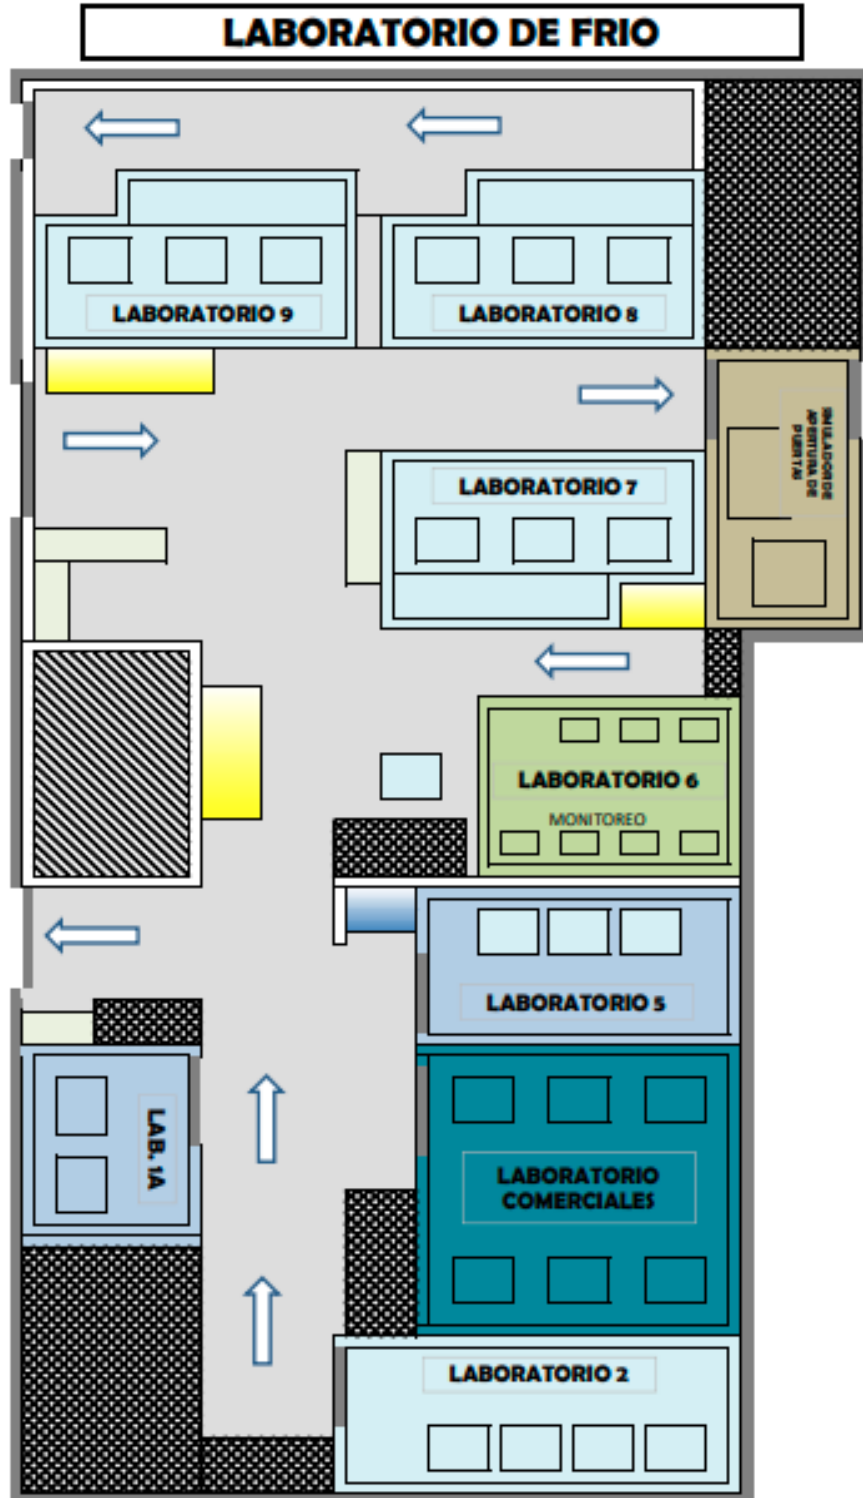 LABORATORIO DE FRIO
LABORATORIO 9
LABORATORIO 8
SIMULADOR DE
APERTURA DE
PUERTAS
LABORATORIO 7
LABORATORIO 6
MONITOREO
LABORATORIO 5
LAB. 1A
LABORATORIO
COMERCIALES
LABORATORIO 2